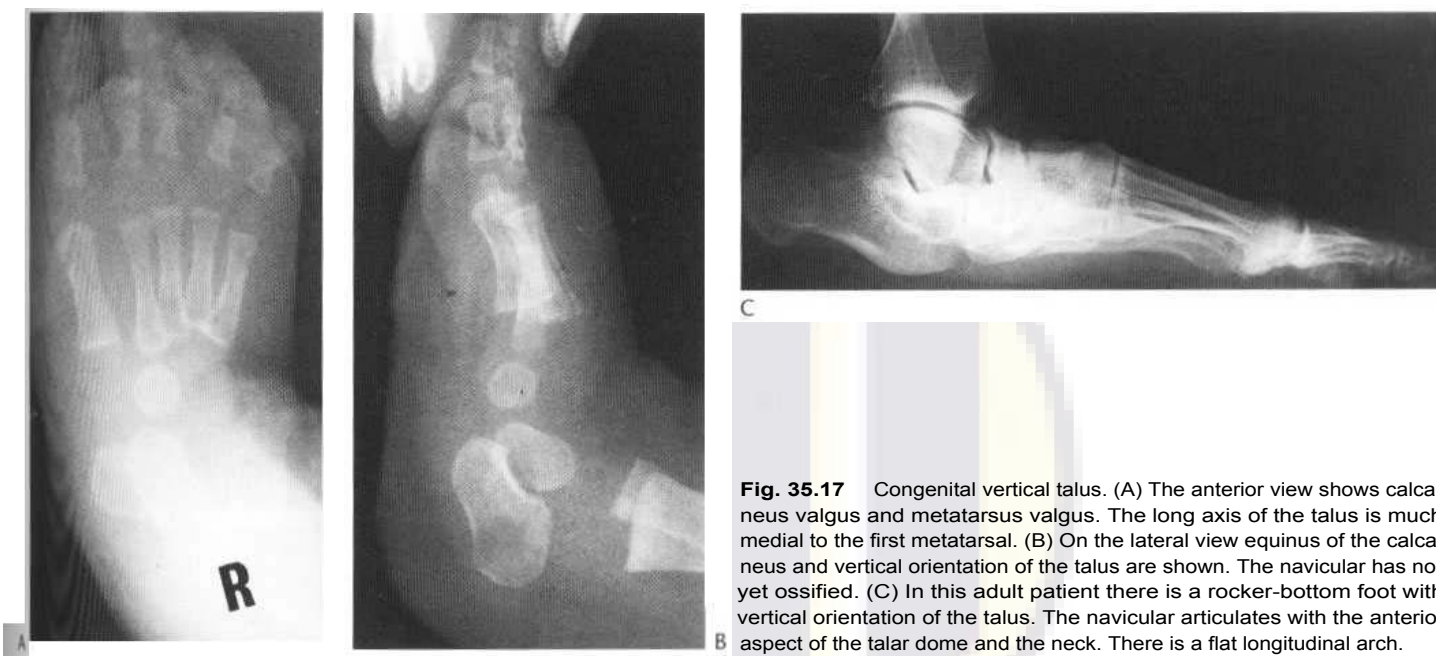 R
A
B
C
Fig. 35.17 Congenital vertical talus. (A) The anterior view shows calca
neus valgus and metatarsus valgus. The long axis of the talus is much
medial to the first metatarsal. (B) On the lateral view equinus of the calca
neus and vertical orientation of the talus are shown. The navicular has no
yet ossified. (C) In this adult patient there is a rocker-bottom foot with
vertical orientation of the talus. The navicular articulates with the anterio
aspect of the talar dome and the neck. There is a flat longitudinal arch.